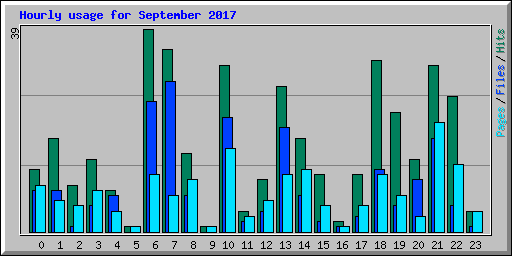 Hourly usage for September 2017
39
Pages/Files/Hits
0 1 2 3 4 5 6 7 8 9 10 11 12 13 14 15 16 17 18 19 20 21 22 23